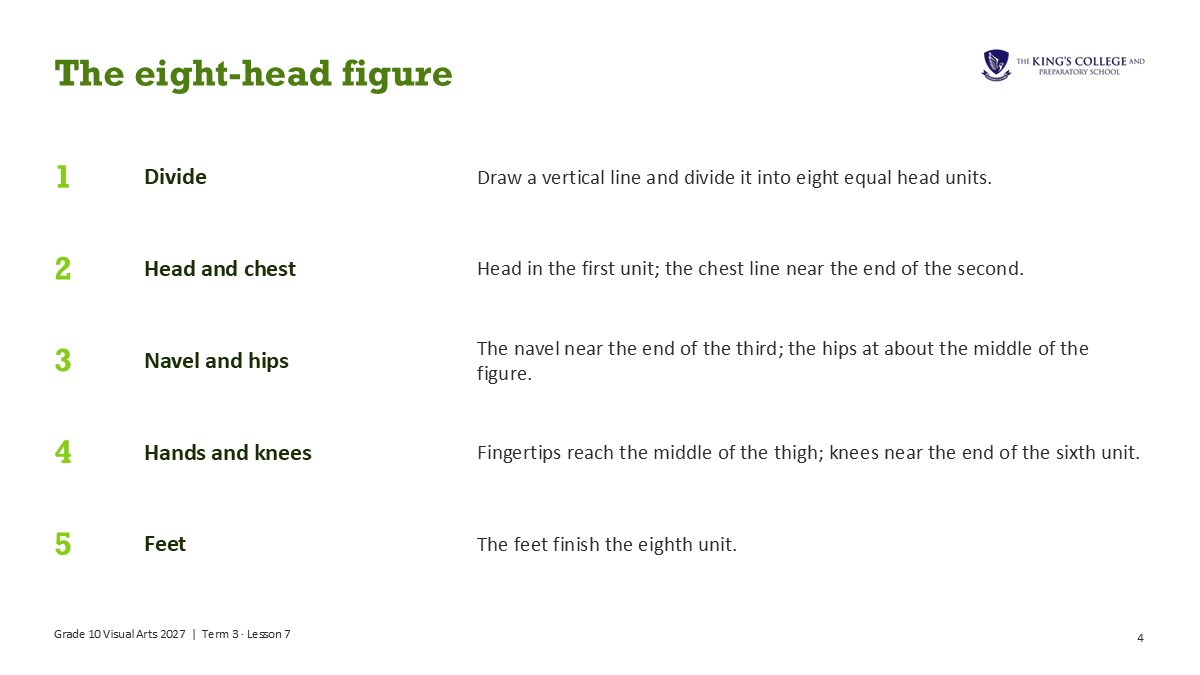 The eight-head figure
THE KING'S COLLEGE AND
PREPARATORY SCHOOL
1
Divide
Draw a vertical line and divide it into eight equal head units.
2
Head and chest
Head in the first unit; the chest line near the end of the second.
3
Navel and hips
The navel near the end of the third; the hips at about the middle of the
figure.
4
Hands and knees
Fingertips reach the middle of the thigh; knees near the end of the sixth unit.
5
Feet
The feet finish the eighth unit.
Grade 10 Visual Arts 2027 | Term 3 · Lesson 7
4